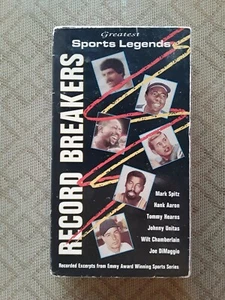 Greatest
Sports Legends
RECORD BREAKERS
Mark Spitz
Hank Aaron
Tommy Hearns
Johnny Unitas
Wilt Chamberlain
Joe DiMaggio
Recorded Excerpts from Emmy Award Winning Sports Series